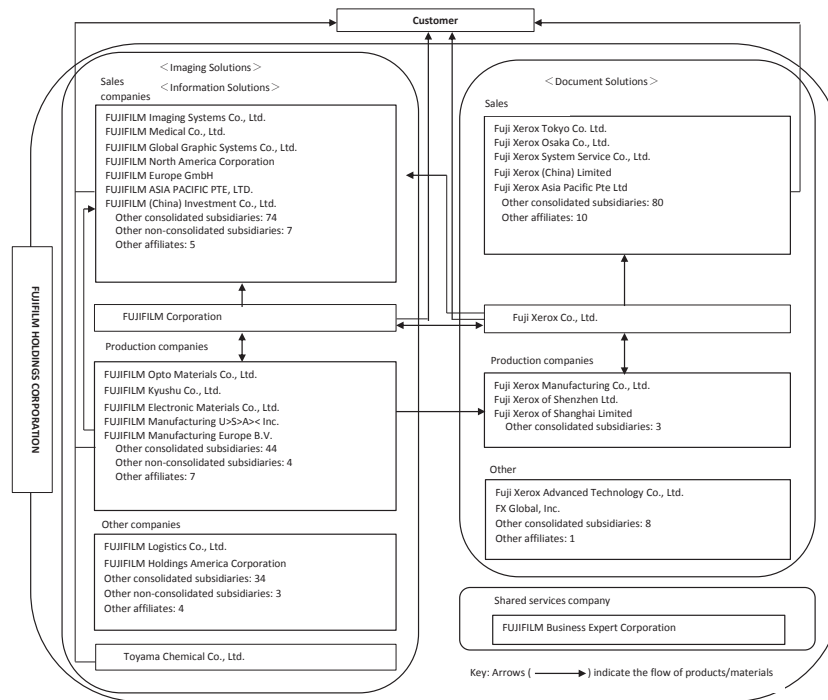 Customer
FUJIFILM HOLDINGS CORPORATION
<Imaging Solutions>
<Information Solutions>
Sales
companies
FUJIFILM Imaging Systems Co., Ltd.
FUJIFILM Medical Co., Ltd.
FUJIFILM Global Graphic Systems Co., Ltd.
FUJIFILM North America Corporation
FUJIFILM Europe GmbH
FUJIFILM ASIA PACIFIC PTE, LTD.
FUJIFILM (China) Investment Co., Ltd.
Other consolidated subsidiaries: 74
Other non-consolidated subsidiaries: 7
Other affiliates: 5
FUJIFILM Corporation
Production companies
FUJIFILM Opto Materials Co., Ltd.
FUJIFILM Kyushu Co., Ltd.
FUJIFILM Electronic Materials Co., Ltd.
FUJIFILM Manufacturing U>S>A>< Inc.
FUJIFILM Manufacturing Europe B.V.
Other consolidated subsidiaries: 44
Other non-consolidated subsidiaries: 4
Other affiliates: 7
Other companies
FUJIFILM Logistics Co., Ltd.
FUJIFILM Holdings America Corporation
Other consolidated subsidiaries: 34
Other non-consolidated subsidiaries: 3
Other affiliates: 4
Toyama Chemical Co., Ltd.
<Document Solutions>
Sales
Fuji Xerox Tokyo Co. Ltd.
Fuji Xerox Osaka Co., Ltd.
Fuji Xerox System Service Co., Ltd.
Fuji Xerox (China) Limited
Fuji Xerox Asia Pacific Pte Ltd
Other consolidated subsidiaries: 80
Other affiliates: 10
Fuji Xerox Co., Ltd.
Production companies
Fuji Xerox Manufacturing Co., Ltd.
Fuji Xerox of Shenzhen Ltd.
Fuji Xerox of Shanghai Limited
Other consolidated subsidiaries: 3
Other
Fuji Xerox Advanced Technology Co., Ltd.
FX Global, Inc.
Other consolidated subsidiaries: 8
Other affiliates: 1
Shared services company
FUJIFILM Business Expert Corporation
Key: Arrows ( ) indicate the flow of products/materials